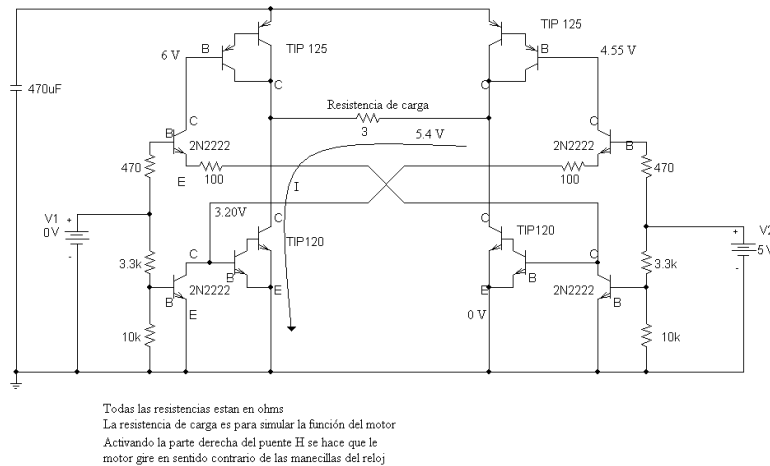 TIP 125
TIP 125
B
6 V
B
4.55 V
470uF
C
C
Resistencia de carga
3
5.4 V
C
B
2N2222
C
2N2222
B
470
E
100
100
470
I
3.20V
V1
0V
+
-
C
TIP120
C
TIP120
V2
5 V
+
-
3.3k
C
B
E
E
B
C
3.3k
2N2222
B
E
0 V
2N2222
B
10k
10k
Todas las resistencias estan en ohms
La resistencia de carga es para simular la función del motor
Activando la parte derecha del puente H se hace que le
motor gire en sentido contrario de las manecillas del reloj